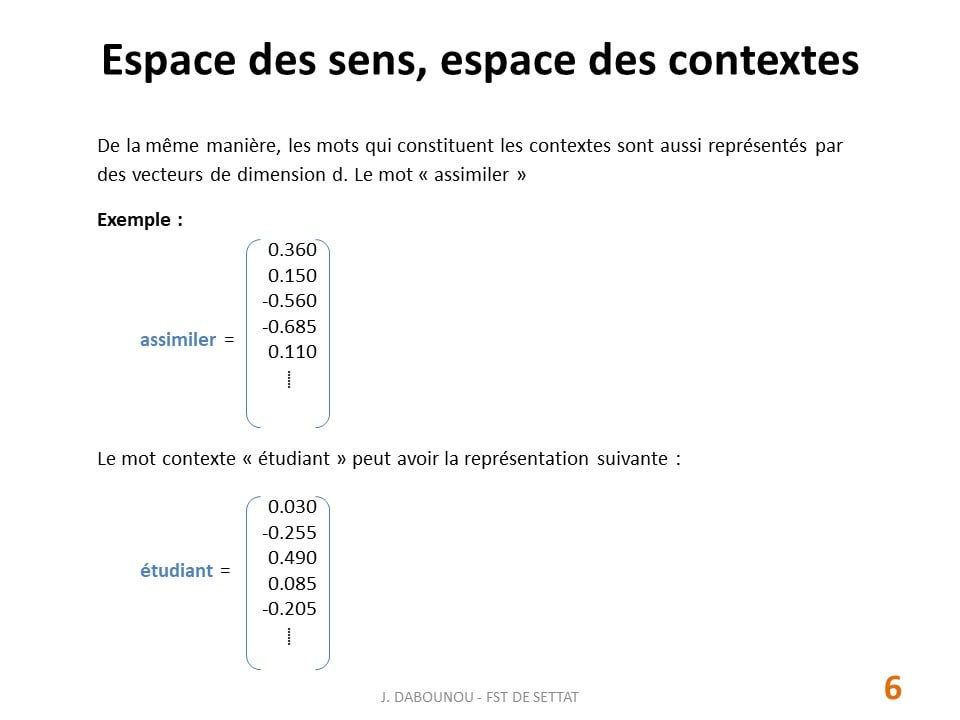 Espace des sens, espace des contextes
De la même manière, les mots qui constituent les contextes sont aussi représentés par
des vecteurs de dimension d. Le mot « assimiler »
Exemple :
0.360
0.150
-0.560
-0.685
assimiler =
0.110
⁞
Le mot contexte « étudiant » peut avoir la représentation suivante :
0.030
-0.255
0.490
étudiant =
0.085
-0.205
⁞
J. DABOUNOU - FST DE SETTAT
6